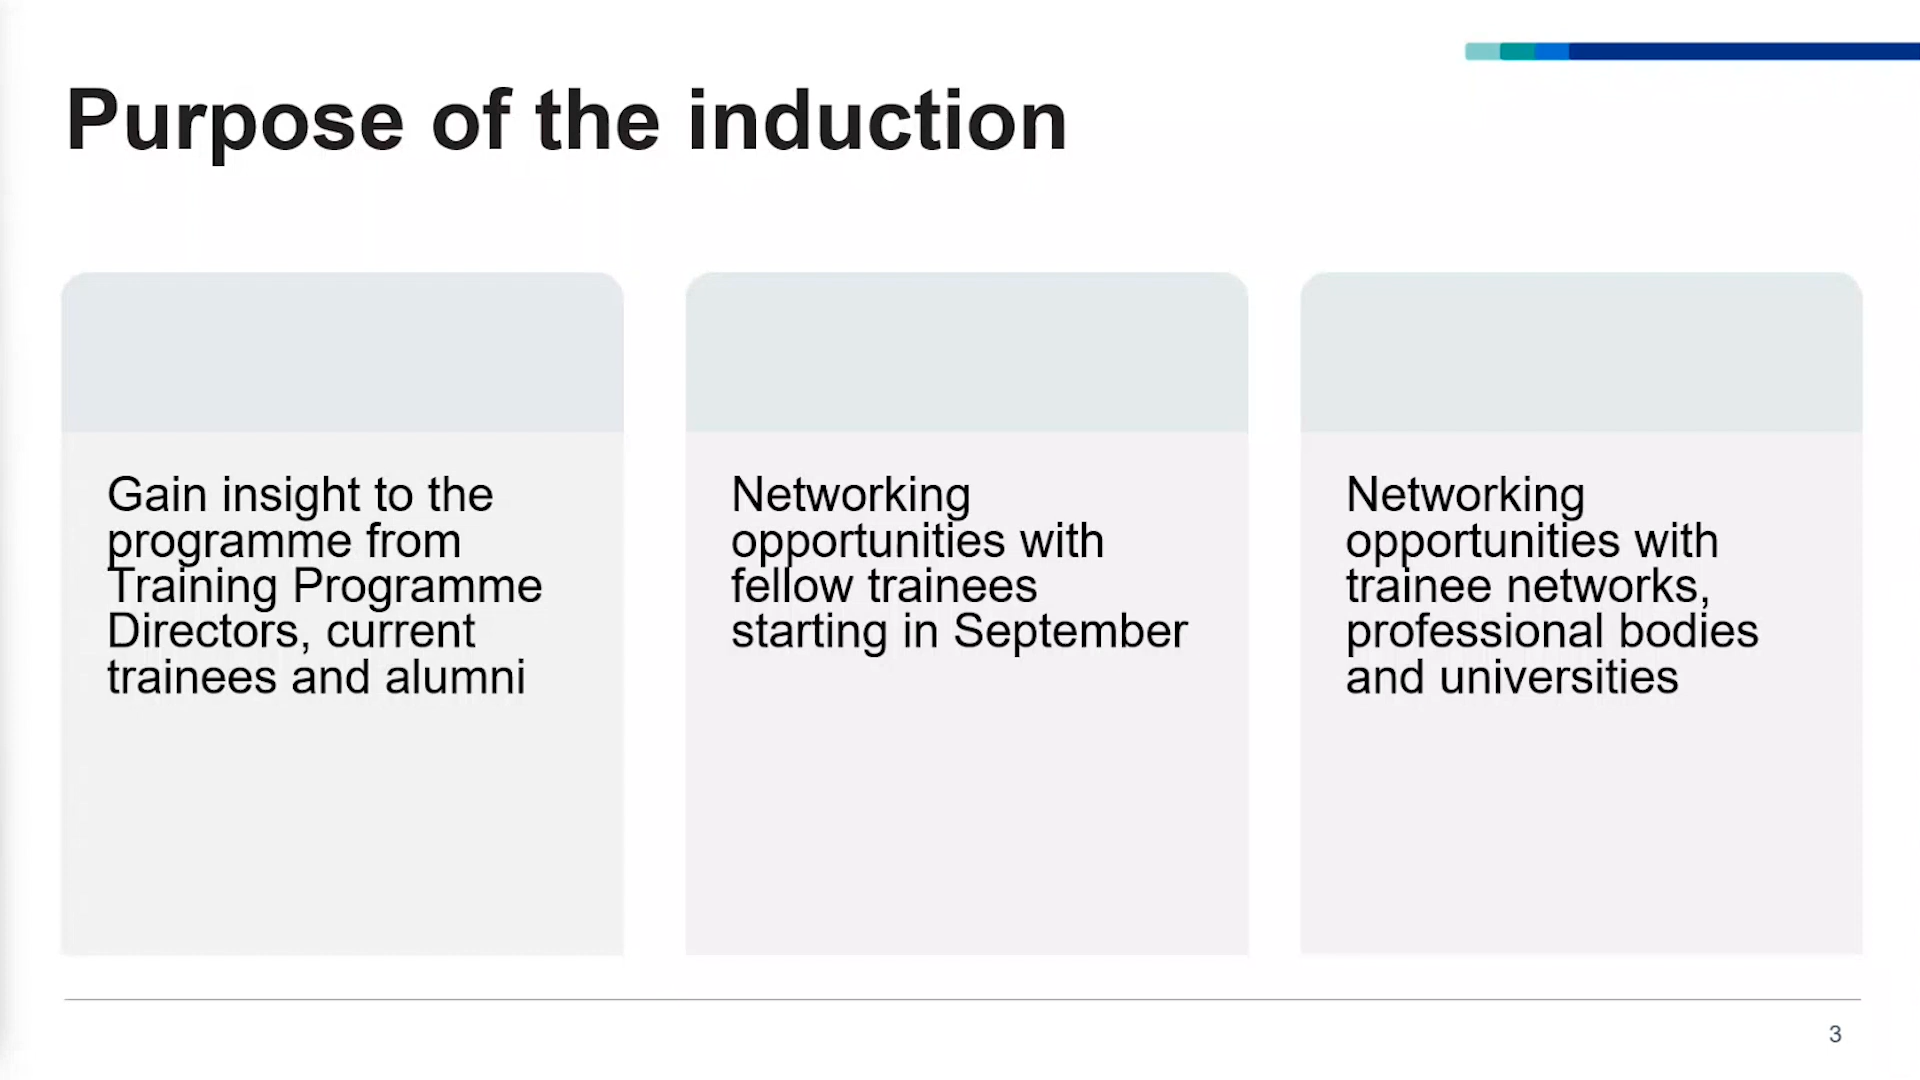 Purpose of the induction
Gain insight to the
programme from
Training Programme
Directors, current
trainees and alumni
Networking
opportunities with
fellow trainees
starting in September
Networking
opportunities with
trainee networks,
professional bodies
and universities
3